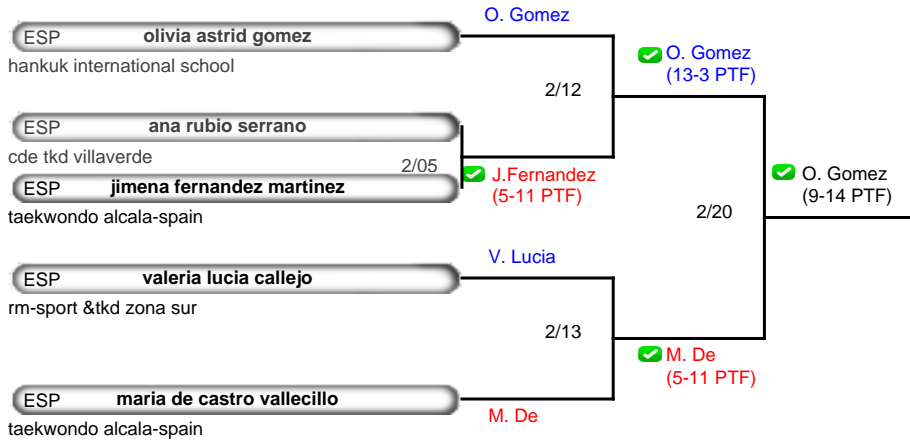 O. Gomez
ESP olivia astrid gomez
hankuk international school
O. Gomez
(13-3 PTF)
2/12
ESP ana rubio serrano
cde tkd villaverde
2/05
J.Fernandez
(5-11 PTF)
ESP jimena fernandez martinez
taekwondo alcala-spain
O. Gomez
(9-14 PTF)
2/20
V. Lucia
ESP valeria lucia callejo
rm-sport &tkd zona sur
2/13
M. De
(5-11 PTF)
ESP maria de castro vallecillo
M. De
taekwondo alcala-spain